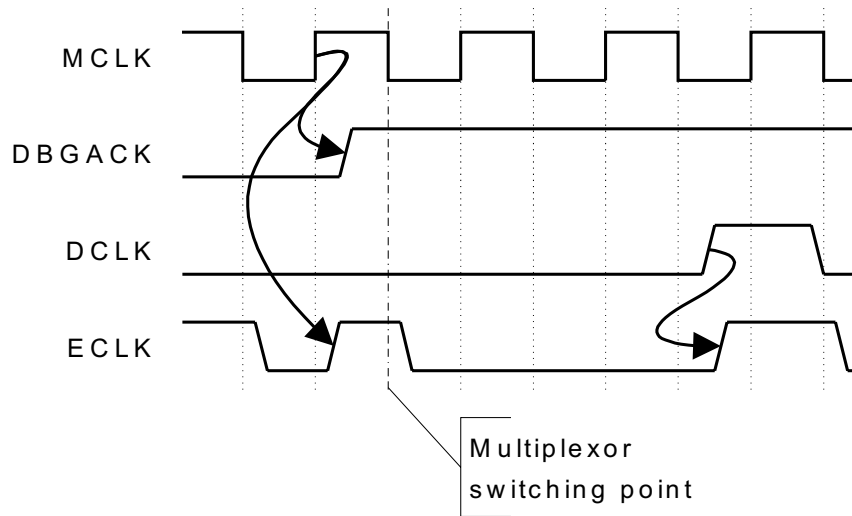 MCLK
DBGACK
DCLK
ECLK
Multiplexor
switching point